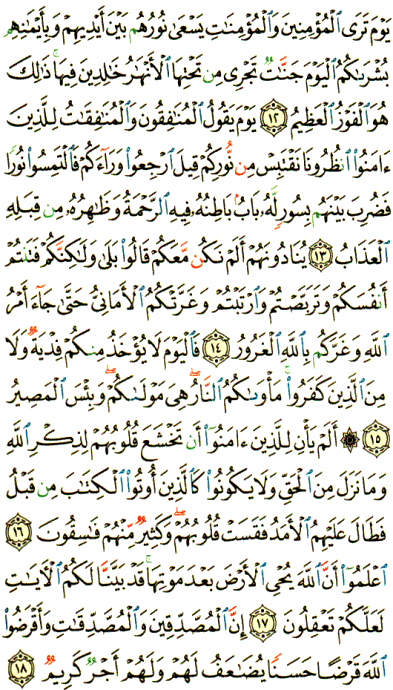 يَوْمَ تَرَى ٱلْمُؤْمِنِينَ وَٱلْمُؤْمِنَـٰتِ يَسْعَىٰ نُورُهُم بَيْنَ أَيْدِيهِمْ وَبِأَيْمَـٰنِهِم
بُشْرَىٰكُمُ ٱلْيَوْمَ جَنَّـٰتٌ تَجْرِى مِن تَحْتِهَا ٱلْأَنْهَـٰرُ خَـٰلِدِينَ فِيهَا ۚ ذَٰلِكَ
هُوَ ٱلْفَوْزُ ٱلْعَظِيمُ ١٢ يَوْمَ يَقُولُ ٱلْمُنَـٰفِقُونَ وَٱلْمُنَـٰفِقَـٰتُ لِلَّذِينَ
ءَامَنُوا۟ ٱنظُرُونَا نَقْتَبِسْ مِن نُّورِكُمْ قِيلَ ٱرْجِعُوا۟ وَرَآءَكُمْ فَٱلْتَمِسُوا۟ نُورًا
فَضُرِبَ بَيْنَهُم بِسُورٍ لَّهُۥ بَابٌۢ بَاطِنُهُۥ فِيهِ ٱلرَّحْمَةُ وَظَـٰهِرُهُۥ مِن قِبَلِهِ
ٱلْعَذَابُ ١٣ يُنَادُونَهُمْ أَلَمْ نَكُن مَّعَكُمْ ۖ قَالُوا۟ بَلَىٰ وَلَـٰكِنَّكُمْ فَتَنتُمْ
أَنفُسَكُمْ وَتَرَبَّصْتُمْ وَٱرْتَبْتُمْ وَغَرَّتْكُمُ ٱلْأَمَانِىُّ حَتَّىٰ جَآءَ أَمْرُ
ٱللَّهِ وَغَرَّكُم بِٱللَّهِ ٱلْغَرُورُ ١٤ فَٱلْيَوْمَ لَا يُؤْخَذُ مِنكُمْ فِدْيَةٌ وَلَا
مِنَ ٱلَّذِينَ كَفَرُوا۟ ۚ مَأْوَىٰكُمُ ٱلنَّارُ ۖ هِىَ مَوْلَىٰكُمْ ۖ وَبِئْسَ ٱلْمَصِيرُ
١٥ ۞ أَلَمْ يَأْنِ لِلَّذِينَ ءَامَنُوٓا۟ أَن تَخْشَعَ قُلُوبُهُمْ لِذِكْرِ ٱللَّهِ
وَمَا نَزَلَ مِنَ ٱلْحَقِّ وَلَا يَكُونُوا۟ كَٱلَّذِينَ أُوتُوا۟ ٱلْكِتَـٰبَ مِن قَبْلُ
فَطَالَ عَلَيْهِمُ ٱلْأَمَدُ فَقَسَتْ قُلُوبُهُمْ ۖ وَكَثِيرٌ مِّنْهُمْ فَـٰسِقُونَ ١٦
ٱعْلَمُوٓا۟ أَنَّ ٱللَّهَ يُحْىِ ٱلْأَرْضَ بَعْدَ مَوْتِهَا ۚ قَدْ بَيَّنَّا لَكُمُ ٱلْـَٔايَـٰتِ
لَعَلَّكُمْ تَعْقِلُونَ ١٧ إِنَّ ٱلْمُصَّدِّقِينَ وَٱلْمُصَّدِّقَـٰتِ وَأَقْرَضُوا۟
ٱللَّهَ قَرْضًا حَسَنًا يُضَـٰعَفُ لَهُمْ وَلَهُمْ أَجْرٌ كَرِيمٌ ١٨